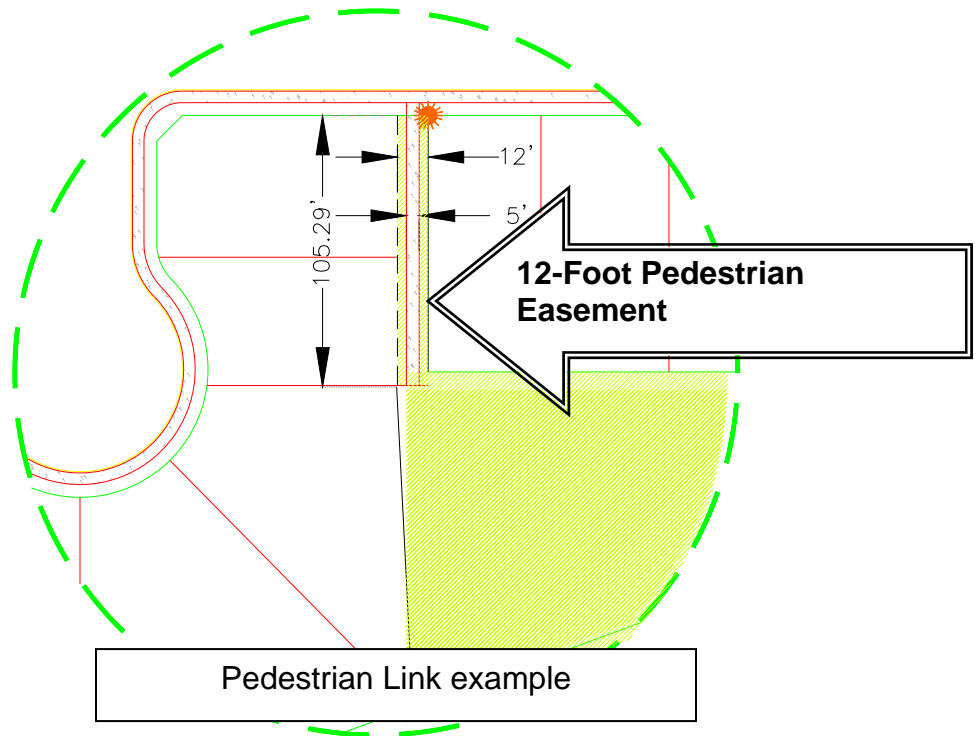 12'
105.29'
5'
12-Foot Pedestrian
Easement
Pedestrian Link example